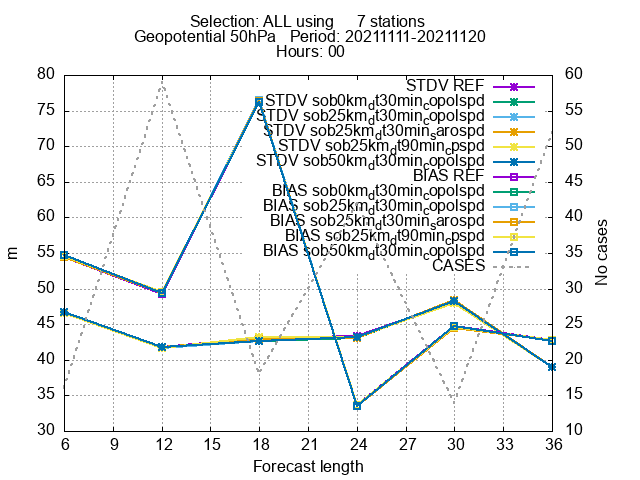 Selection: ALL using 7 stations
Geopotential 50hPa Period: 20211111-20211120
Hours: 00
STDV REF
STDV sob0km_dt30min_copolspd
STDV sob25km_dt30min_copolspd
STDV sob25km_dt30min_sarospd
STDV sob25km_dt90min_cpspd
STDV sob50km_dt30min_copolspd
BIAS REF
BIAS sob0km_dt30min_copolspd
BIAS sob25km_dt30min_copolspd
BIAS sob25km_dt30min_sarospd
BIAS sob25km_dt90min_cpspd
BIAS sob50km_dt30min_copolspd
CASES
80
75
70
65
60
55
50
45
40
35
30
m
60
55
50
45
40
35
30
25
20
15
10
No cases
6 9 12 15 18 21 24 27 30 33 36
Forecast length